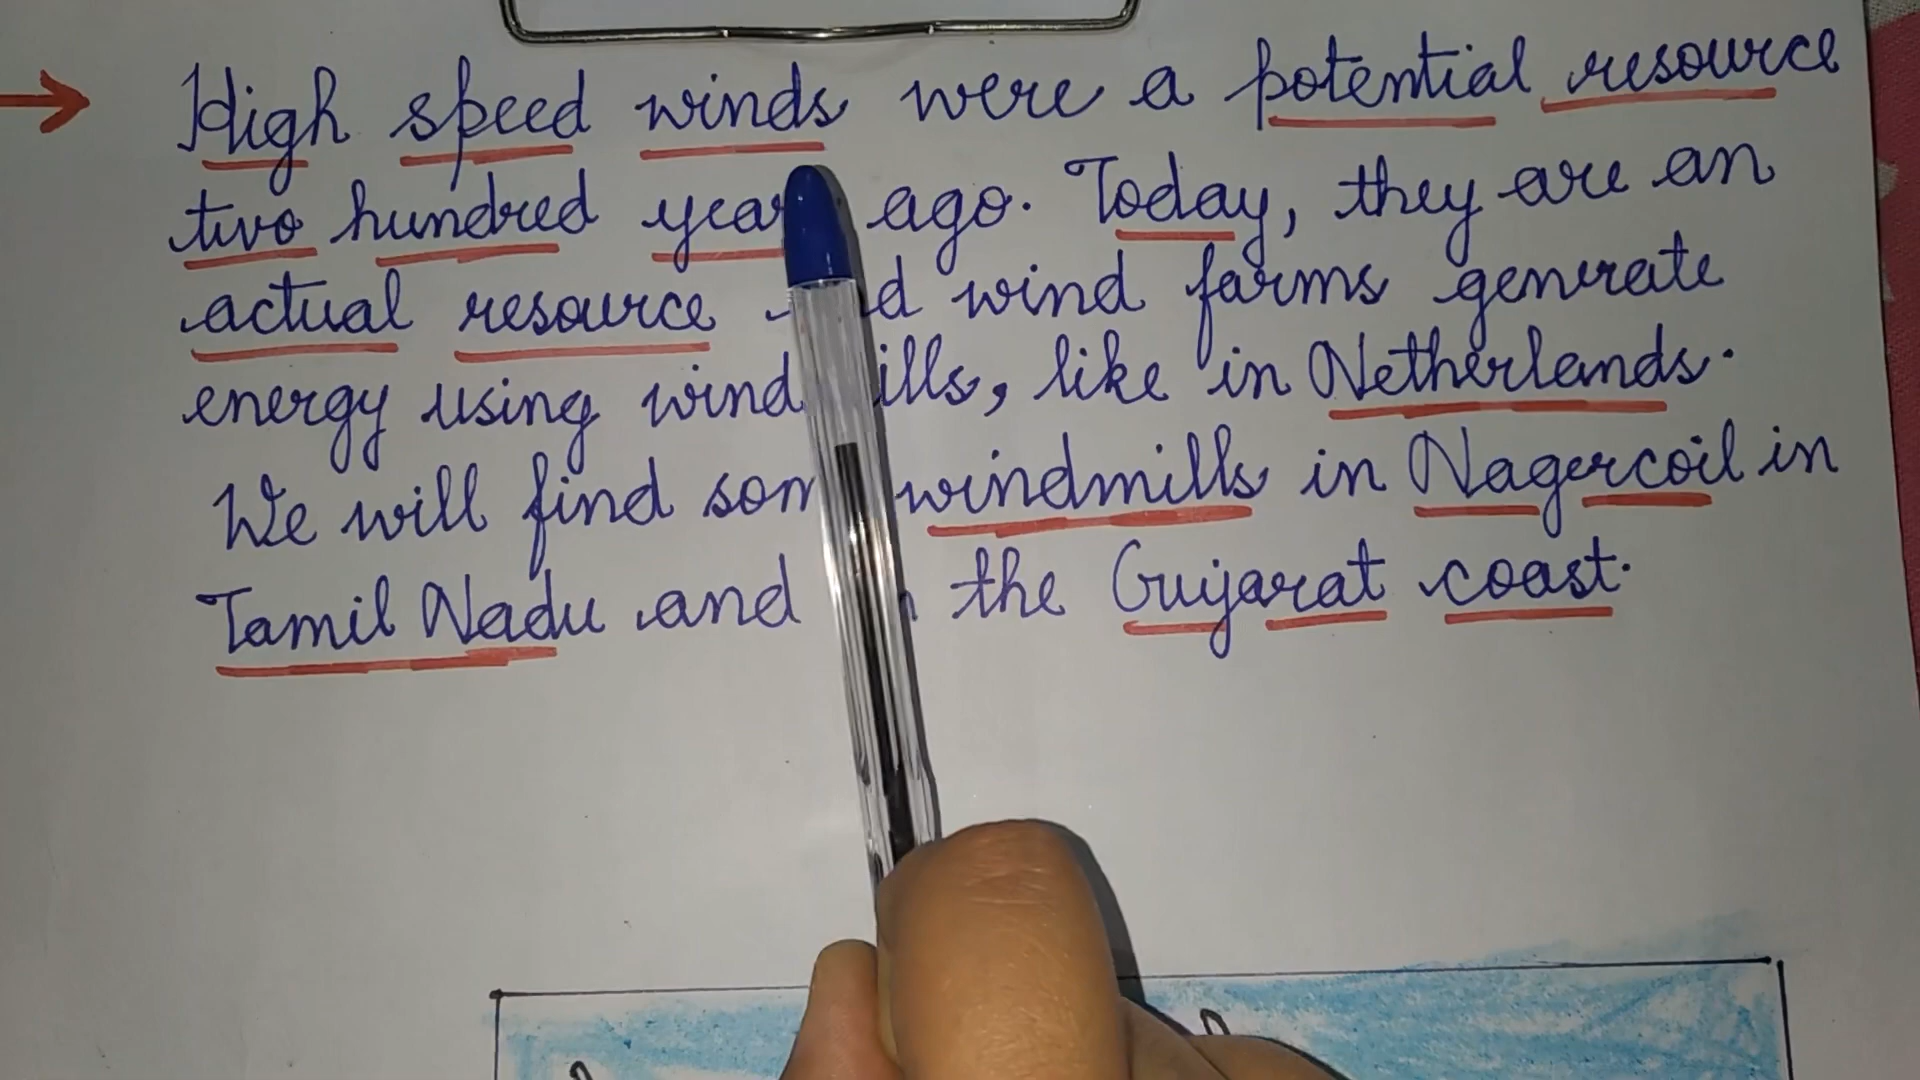 High speed winds were a potential resource
two hundred year ago. Today, they are an
actual resource d wind farms generate
energy using wind ills, like in Netherlands.
We will find som windmills in Nagercoil in
Tamil Nadu and the Gujarat coast.